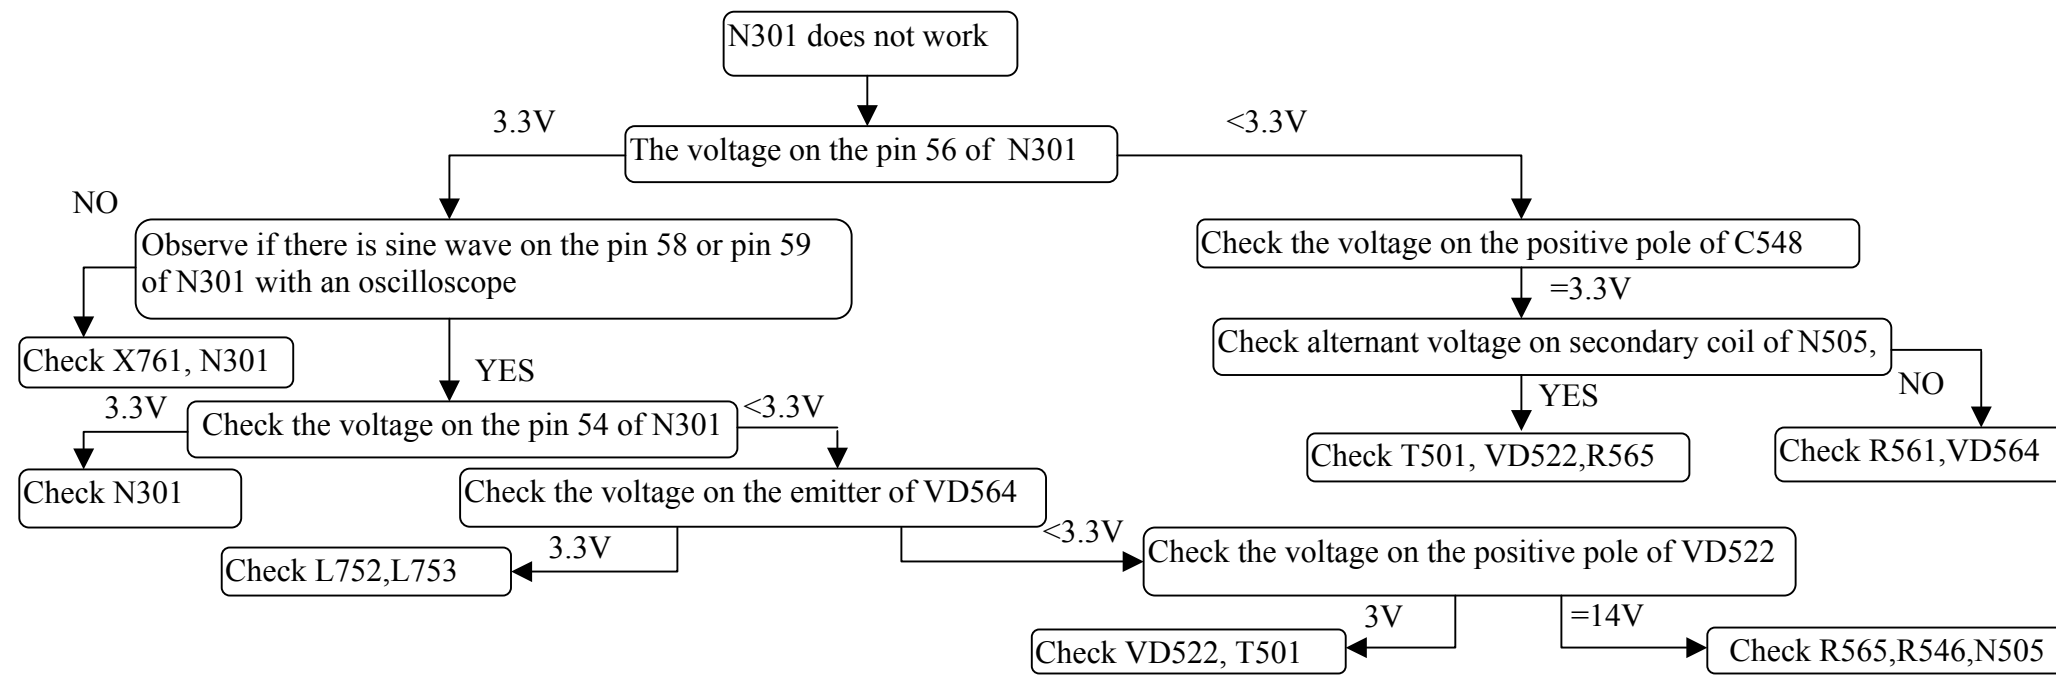 N301 does not work
3.3V
<3.3V
The voltage on the pin 56 of N301
NO
Observe if there is sine wave on the pin 58 or pin 59
of N301 with an oscilloscope
Check the voltage on the positive pole of C548
=3.3V
Check X761, N301
YES
Check alternant voltage on secondary coil of N505,
YES
NO
3.3V
Check the voltage on the pin 54 of N301
<3.3V
Check T501, VD522,R565
Check R561,VD564
Check N301
Check the voltage on the emitter of VD564
3.3V
<3.3V
Check L752,L753
Check the voltage on the positive pole of VD522
3V
=14V
Check VD522, T501
Check R565,R546,N505